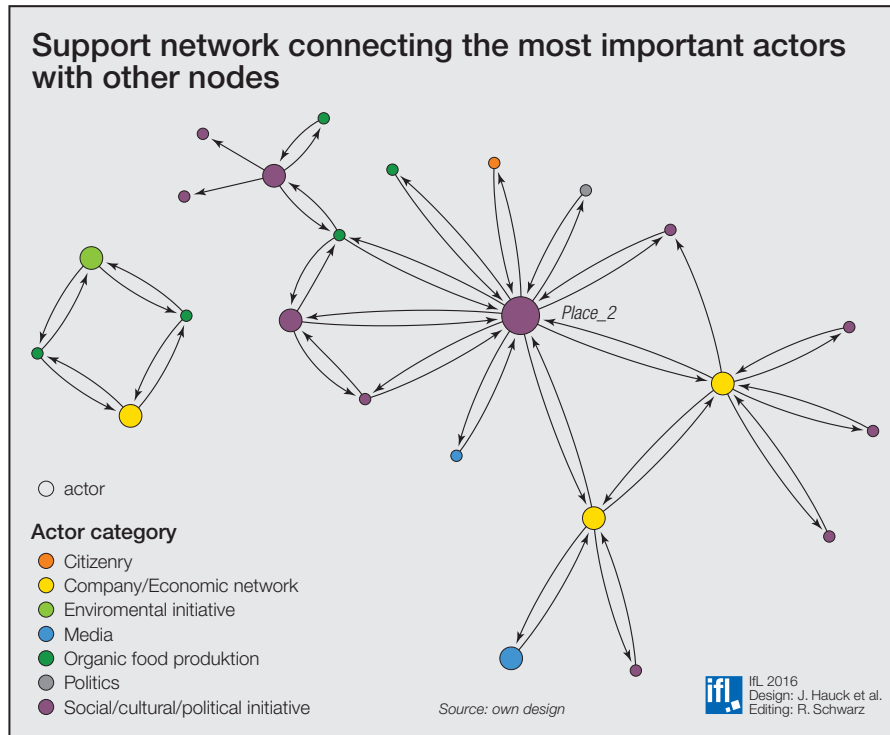 Support network connecting the most important actors
with other nodes
Place_2
actor
Actor category
Citizenry
Company/Economic network
Enviromental initiative
Media
Organic food produktion
Politics
Social/cultural/political initiative
Source: own design
ifl
IfL 2016
Design: J. Hauck et al.
Editing: R. Schwarz